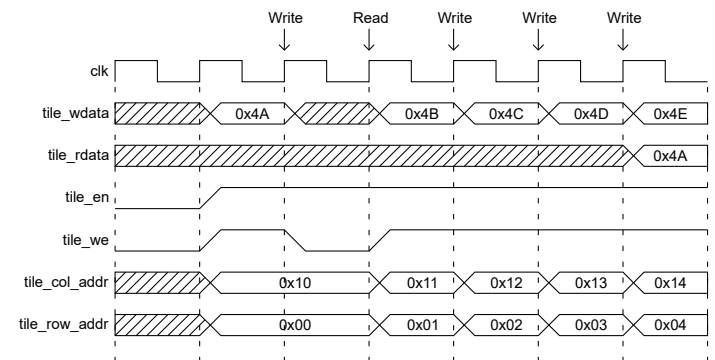 Write Read Write Write Write
clk
tile_wdata 0x4A 0x4B 0x4C 0x4D 0x4E
tile_rdata 0x4A
tile_en
tile_we
tile_col_addr 0x10 0x11 0x12 0x13 0x14
tile_row_addr 0x00 0x01 0x02 0x03 0x04